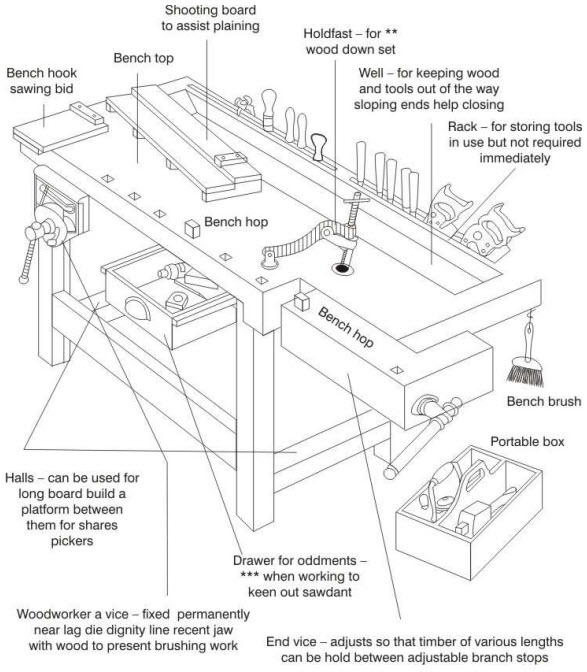 Shooting board
to assist plaining
Holdfast – for **
wood down set
Bench top
Bench hook
sawing bid
Well – for keeping wood
and tools out of the way
sloping ends help closing
Rack – for storing tools
in use but not required
immediately
Bench hop
Bench hop
Bench brush
Portable box
Halls – can be used for
long board build a
platform between
them for shares
pickers
Drawer for oddments –
*** when working to
keen out sawdant
Woodworker a vice – fixed permanently
near lag die dignity line recent jaw
with wood to present brushing work
End vice – adjusts so that timber of various lengths
can be hold between adjustable branch stops